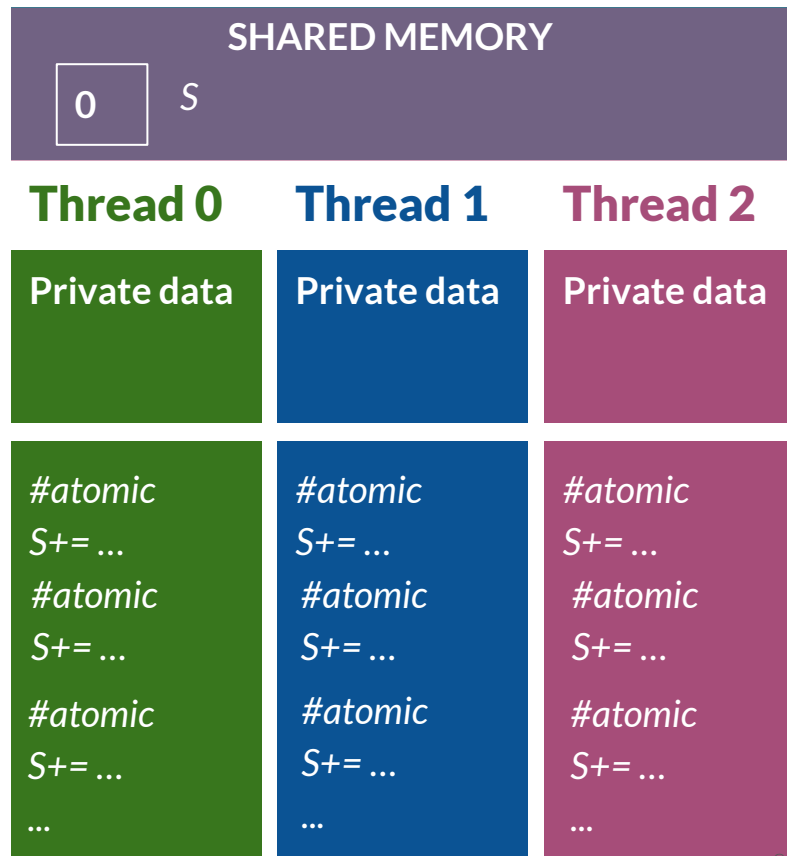 SHARED MEMORY
0 S
Thread 0 Thread 1 Thread 2
Private data Private data Private data
#atomic #atomic #atomic
S+= ... S+= ... S+= ...
#atomic #atomic #atomic
S+= ... S+= ... S+= ...
#atomic #atomic #atomic
S+= ... S+= ... S+= ...
... ... ...